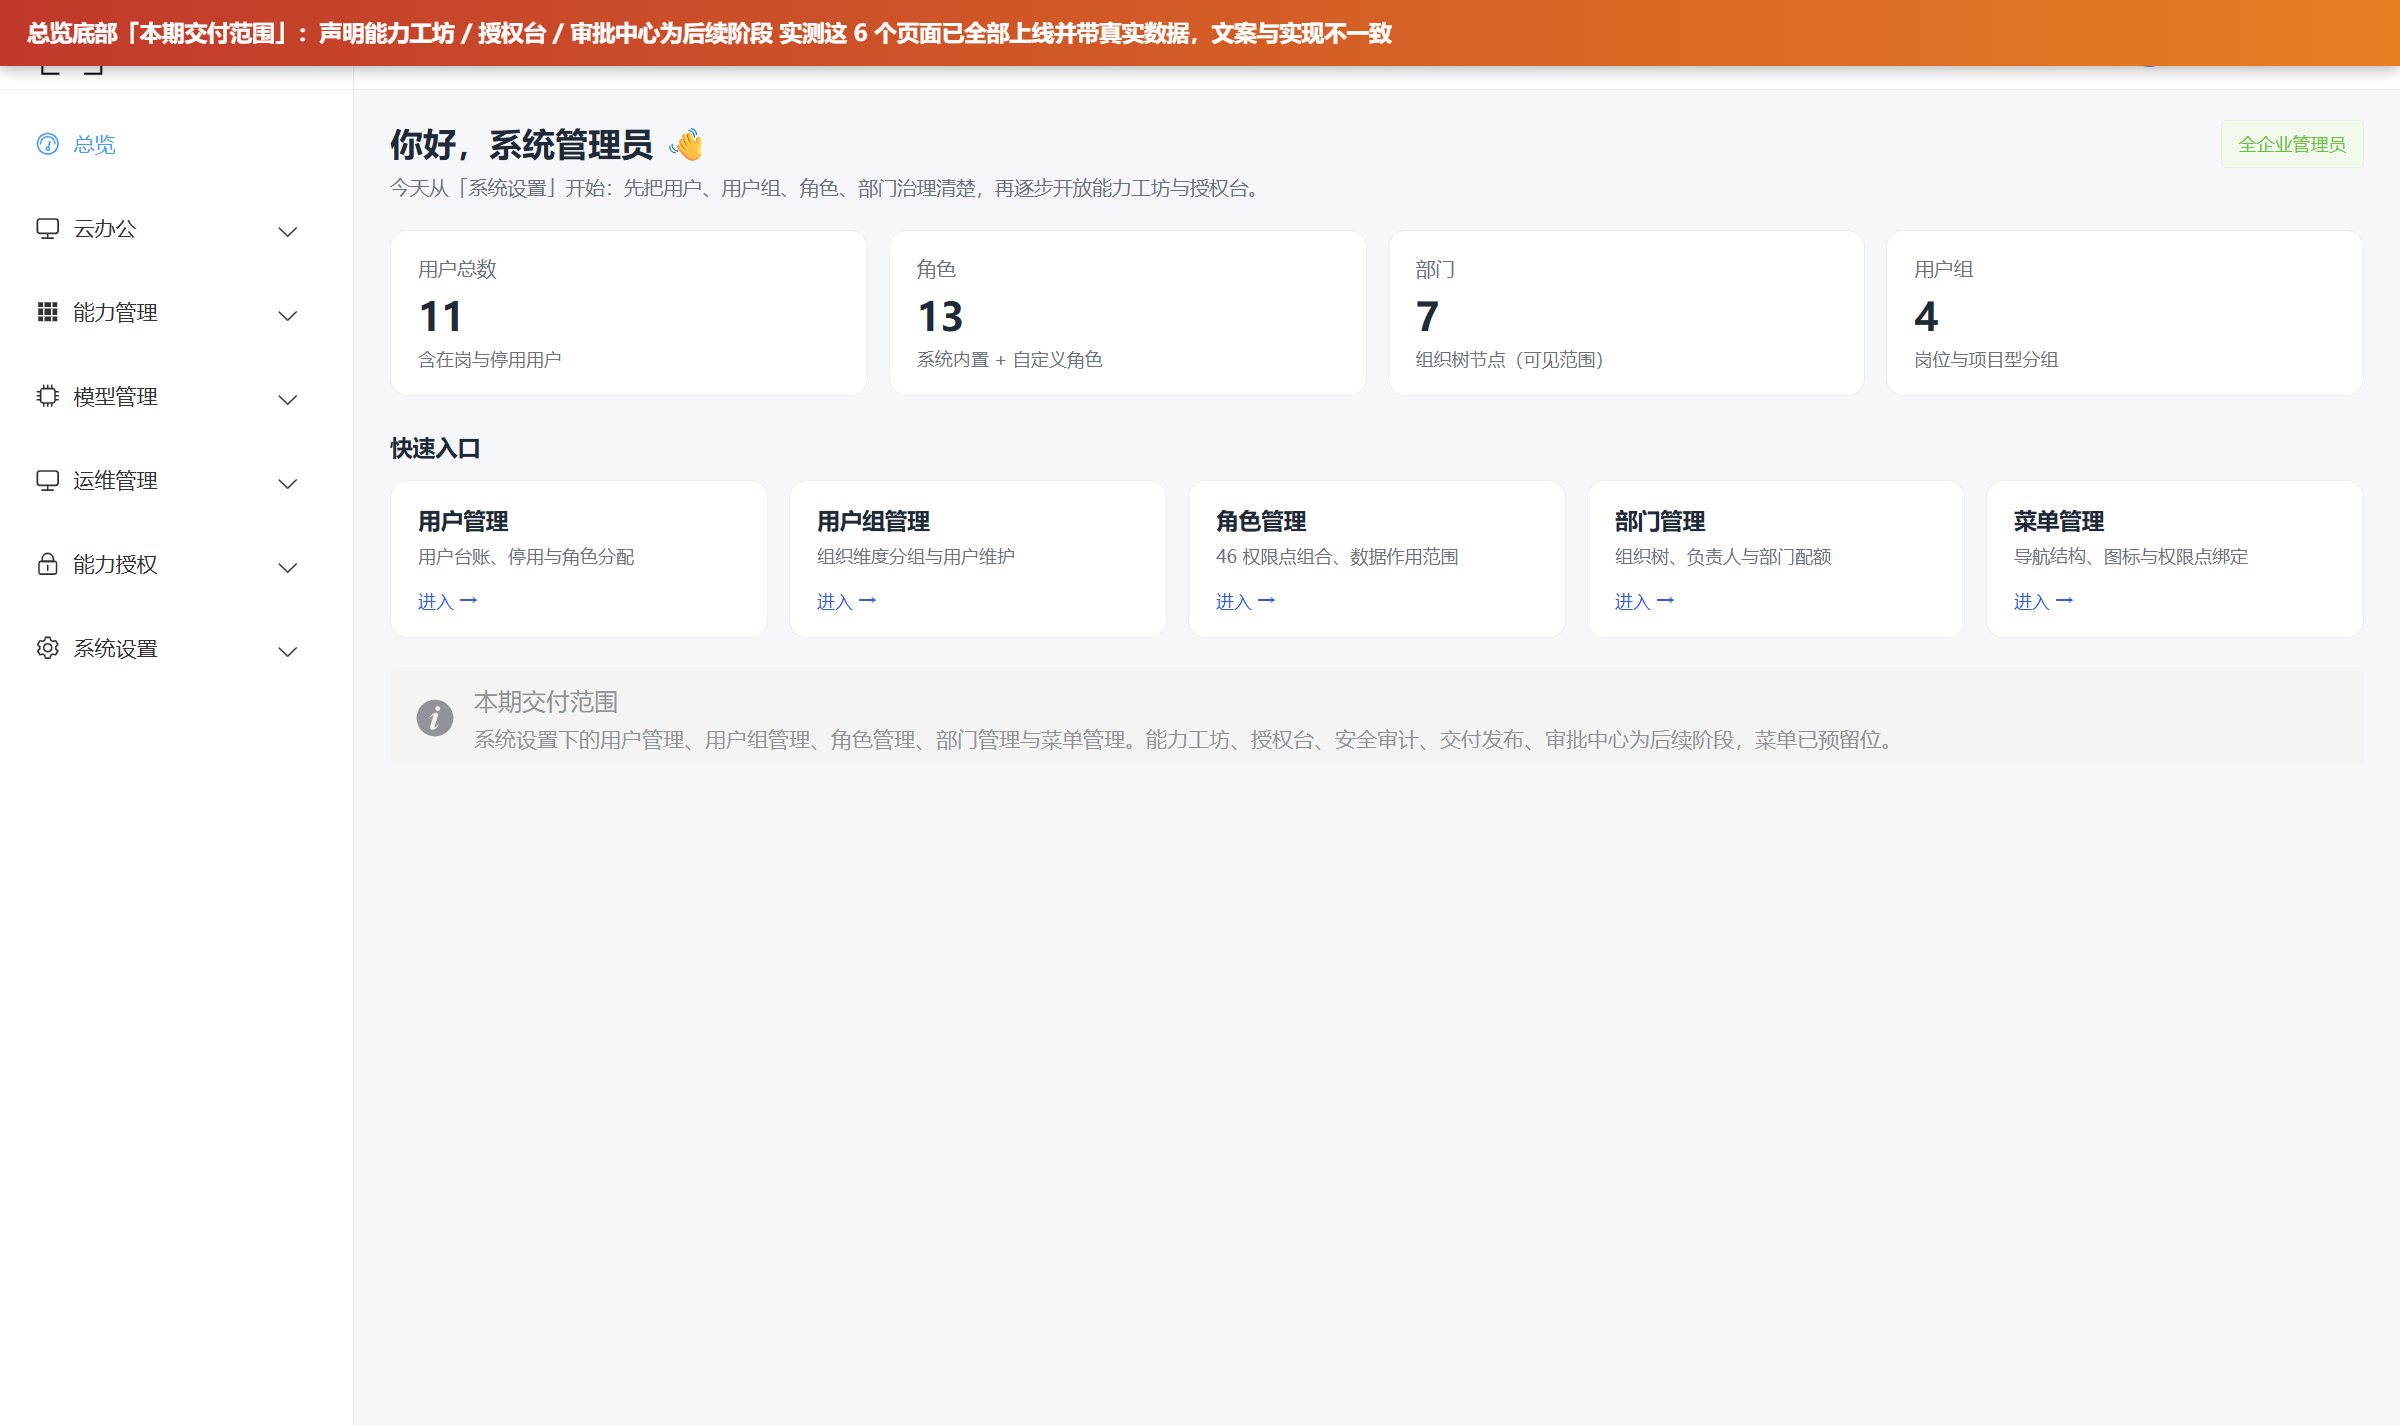 总览底部「本期交付范围」：声明能力工坊 / 授权台 / 审批中心为后续阶段 实测这 6 个页面已全部上线并带真实数据，文案与实现不一致
总览
云办公
能力管理
模型管理
运维管理
能力授权
系统设置
你好，系统管理员 👋
全企业管理员
今天从「系统设置」开始：先把用户、用户组、角色、部门治理清楚，再逐步开放能力工坊与授权台。
用户总数
11
含在岗与停用用户
角色
13
系统内置 + 自定义角色
部门
7
组织树节点（可见范围）
用户组
4
岗位与项目型分组
快速入口
用户管理
用户台账、停用与角色分配
进入 →
用户组管理
组织维度分组与用户维护
进入 →
角色管理
46 权限点组合、数据作用范围
进入 →
部门管理
组织树、负责人与部门配额
进入 →
菜单管理
导航结构、图标与权限点绑定
进入 →
本期交付范围
系统设置下的用户管理、用户组管理、角色管理、部门管理与菜单管理。能力工坊、授权台、安全审计、交付发布、审批中心为后续阶段，菜单已预留位。